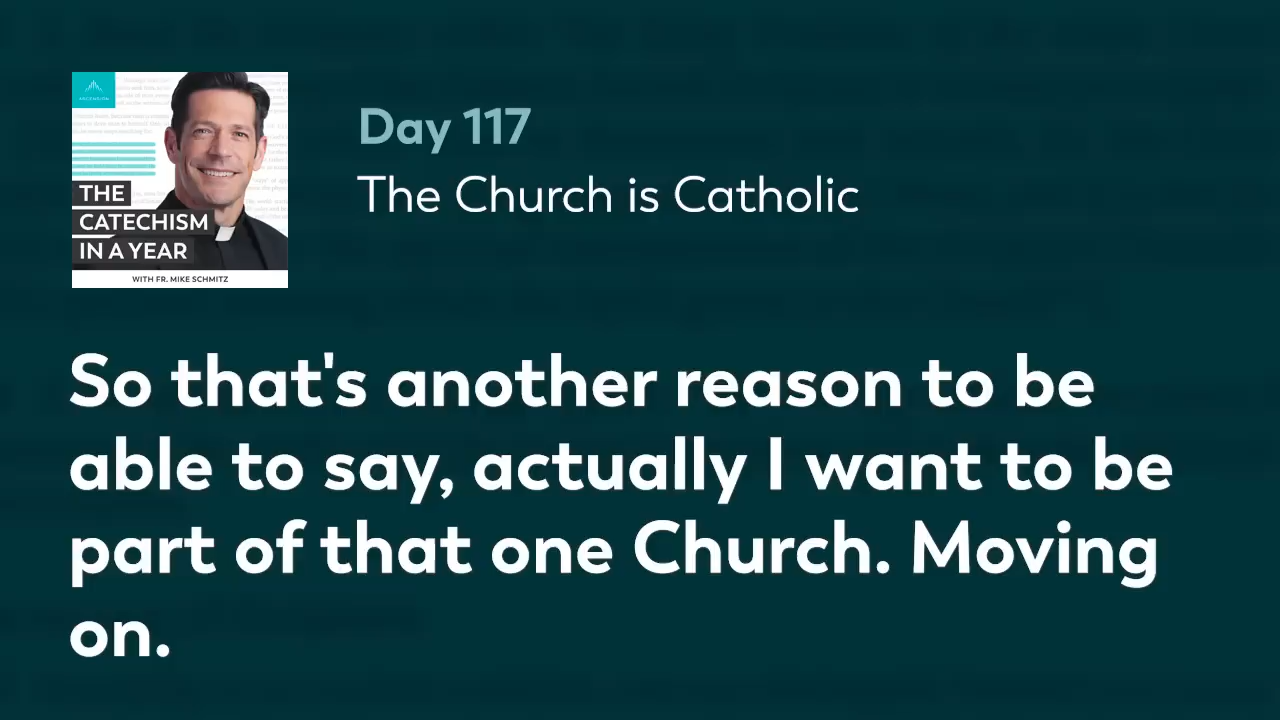 ASCENSION
THE
CATECHISM
IN A YEAR
WITH FR. MIKE SCHMITZ
Day 117
The Church is Catholic
So that's another reason to be
able to say, actually I want to be
part of that one Church. Moving
on.